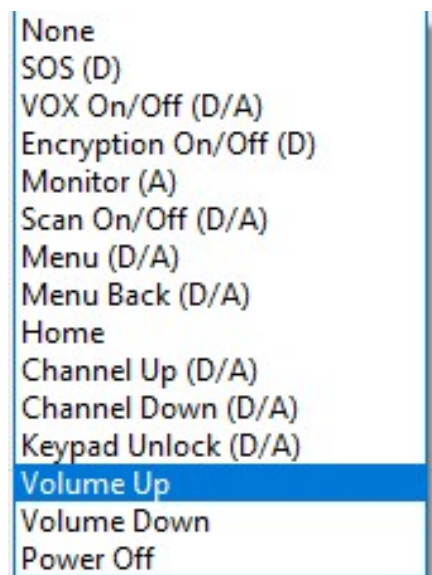 None
SOS (D)
VOX On/Off (D/A)
Encryption On/Off (D)
Monitor (A)
Scan On/Off (D/A)
Menu (D/A)
Menu Back (D/A)
Home
Channel Up (D/A)
Channel Down (D/A)
Keypad Unlock (D/A)
Volume Up
Volume Down
Power Off